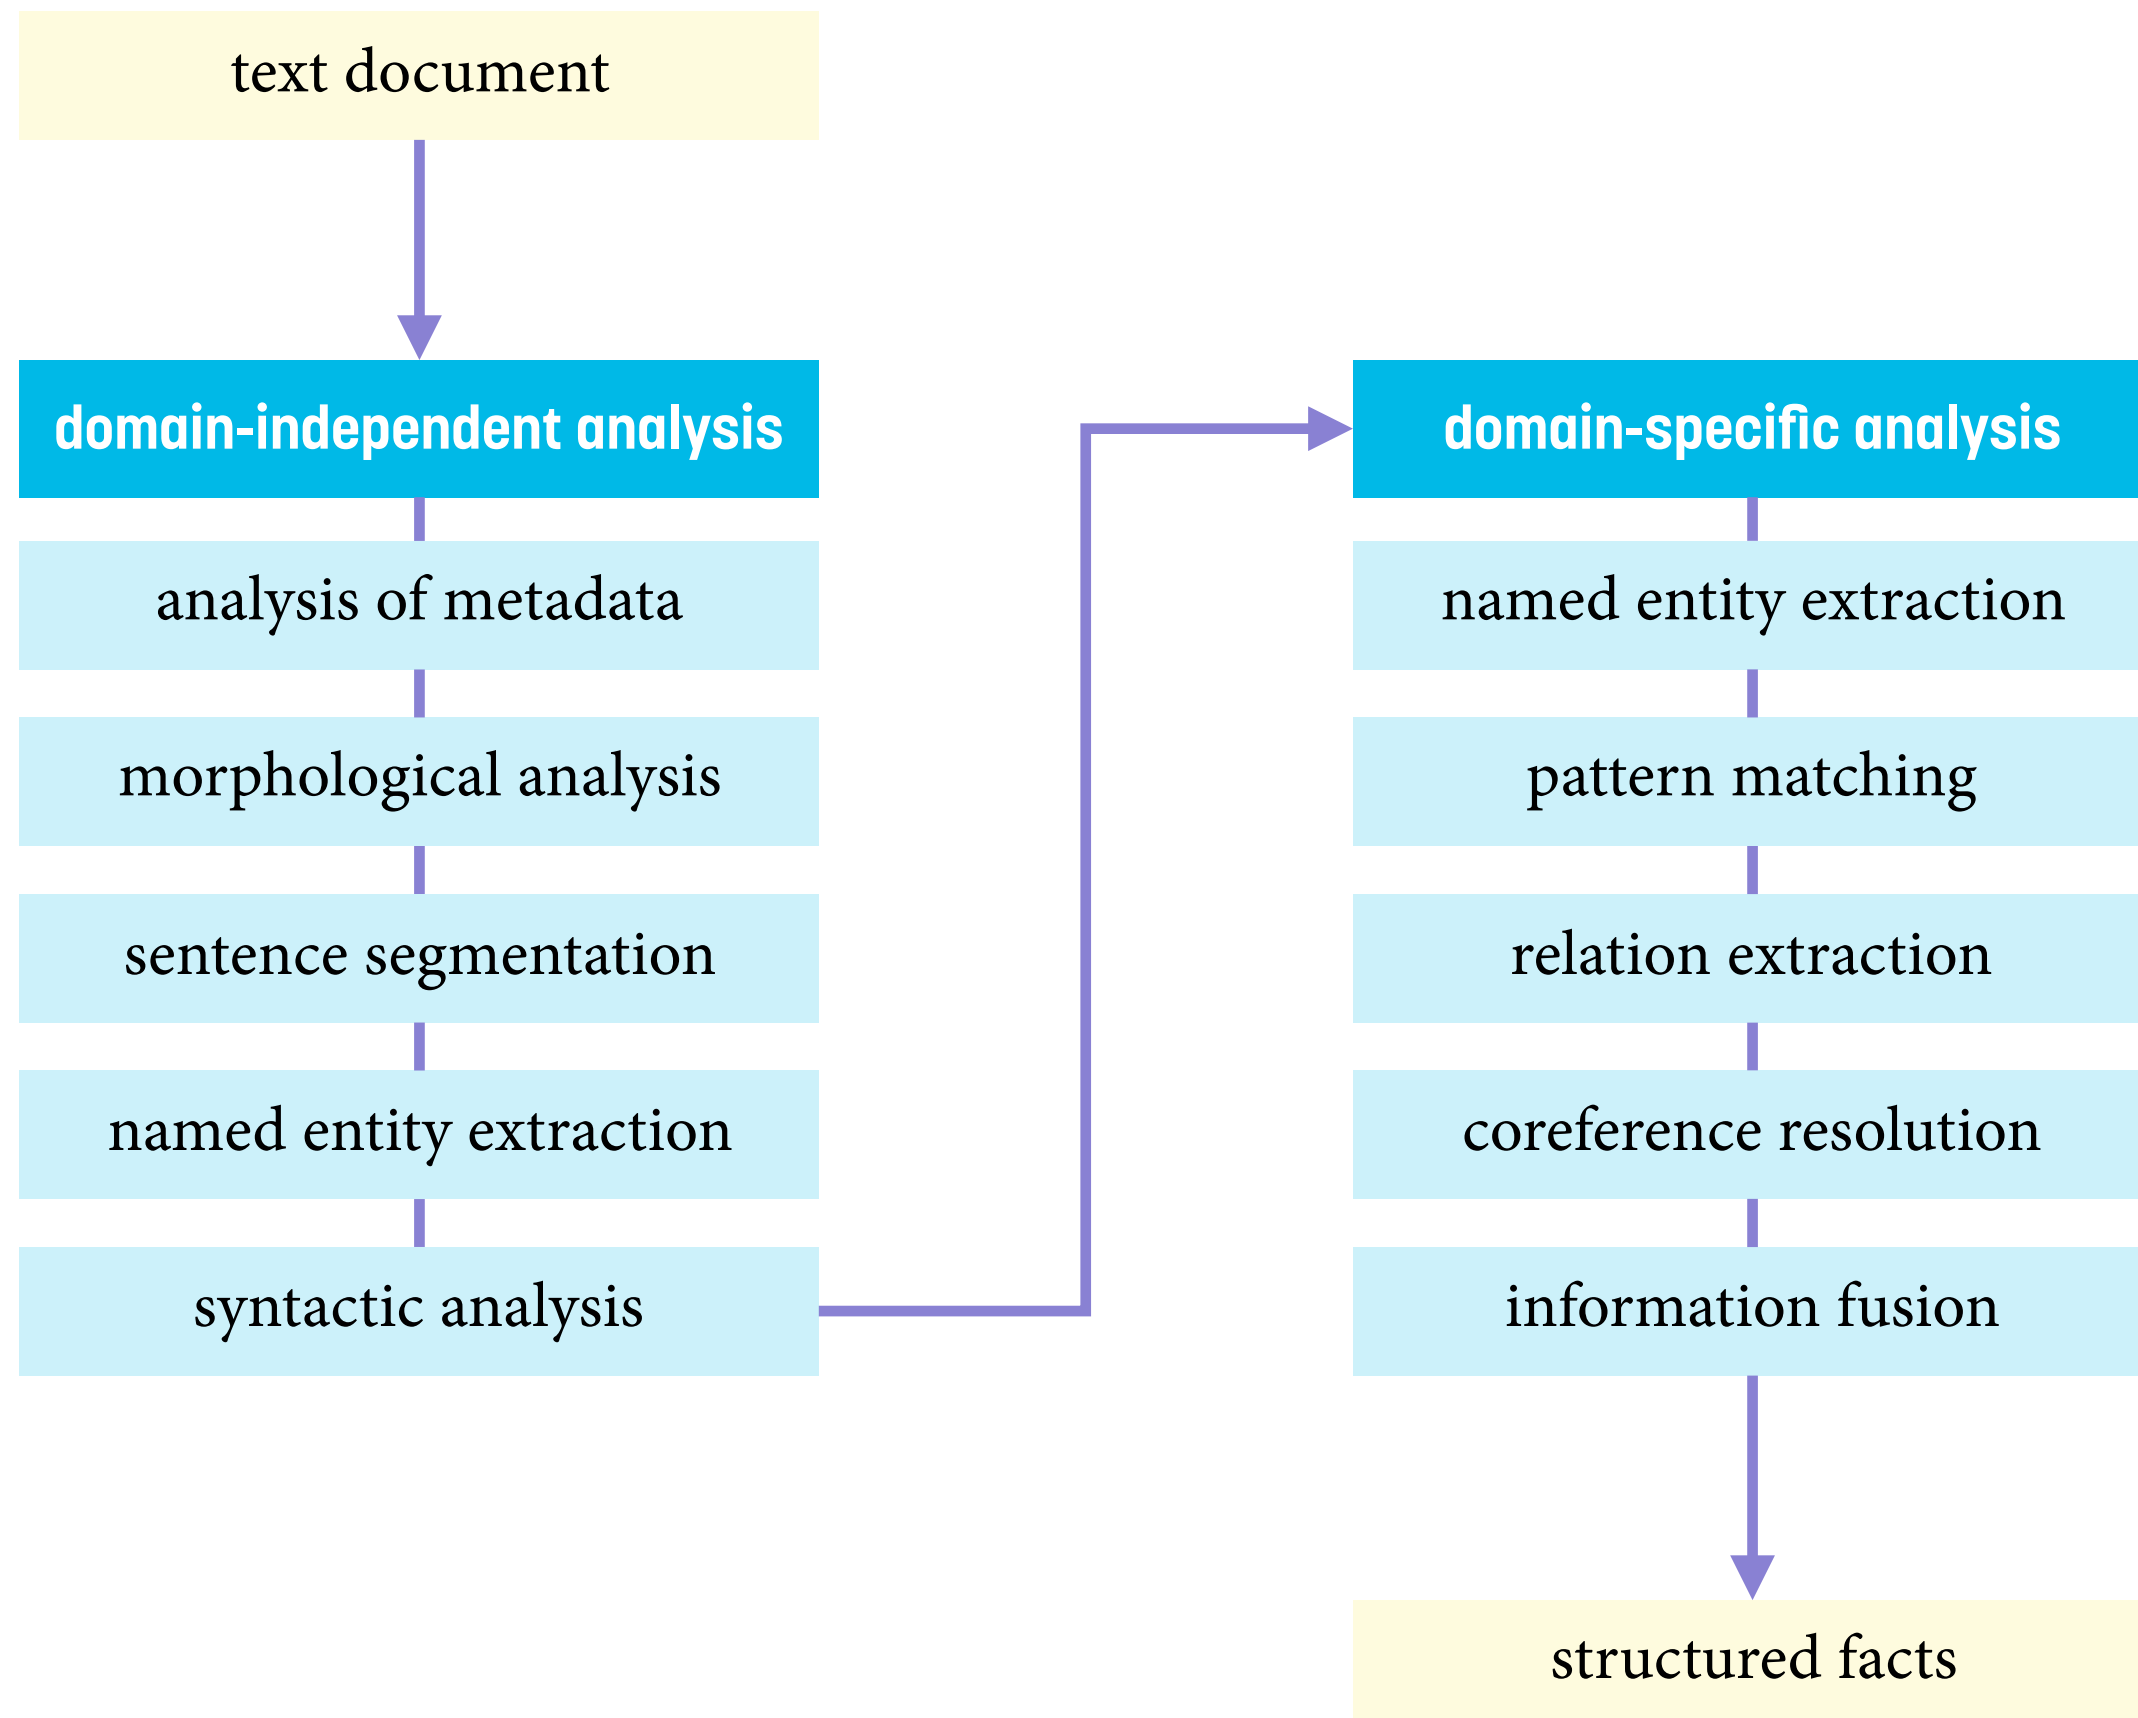 text document
domain-independent analysis
analysis of metadata
morphological analysis
sentence segmentation
named entity extraction
syntactic analysis
domain-specific analysis
named entity extraction
pattern matching
relation extraction
coreference resolution
information fusion
structured facts